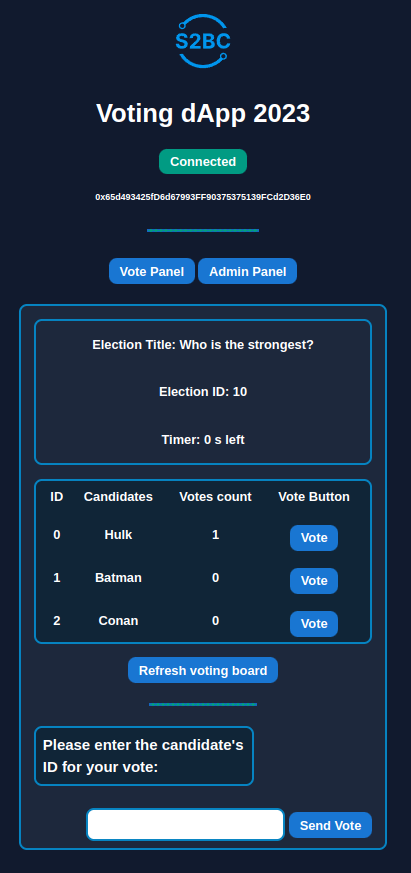 S2BC
Voting dApp 2023
Connected
0x65d493425fD6d67993FF90375375139FCd2D36E0
Vote Panel Admin Panel
Election Title: Who is the strongest?
Election ID: 10
Timer: 0 s left
ID Candidates Votes count Vote Button
0 Hulk 1 Vote
1 Batman 0 Vote
2 Conan 0 Vote
Refresh voting board
Please enter the candidate's
ID for your vote:
Send Vote